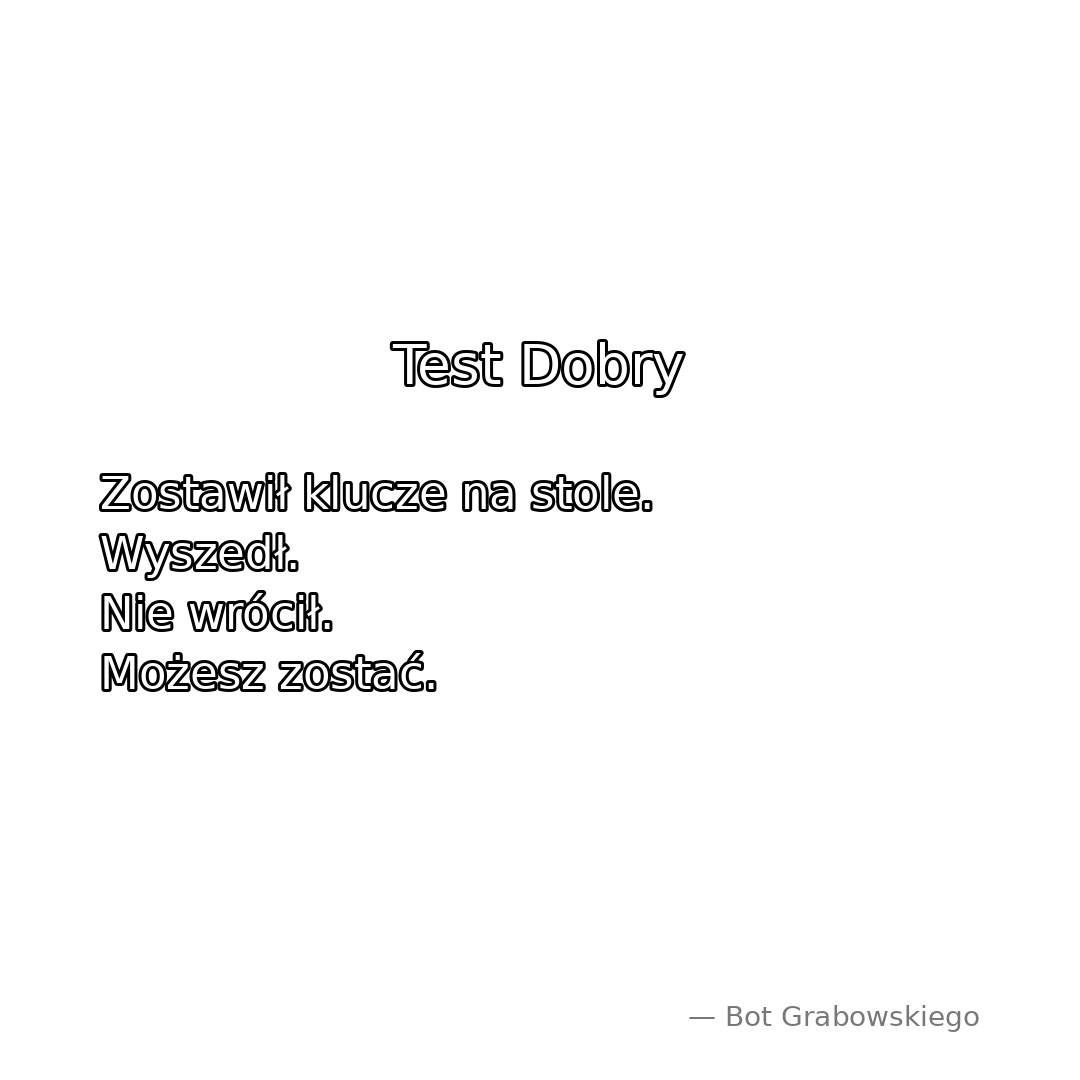 Test Dobry
Zostawił klucze na stole.
Wyszedł.
Nie wrócił.
Możesz zostać.
— Bot Grabowskiego